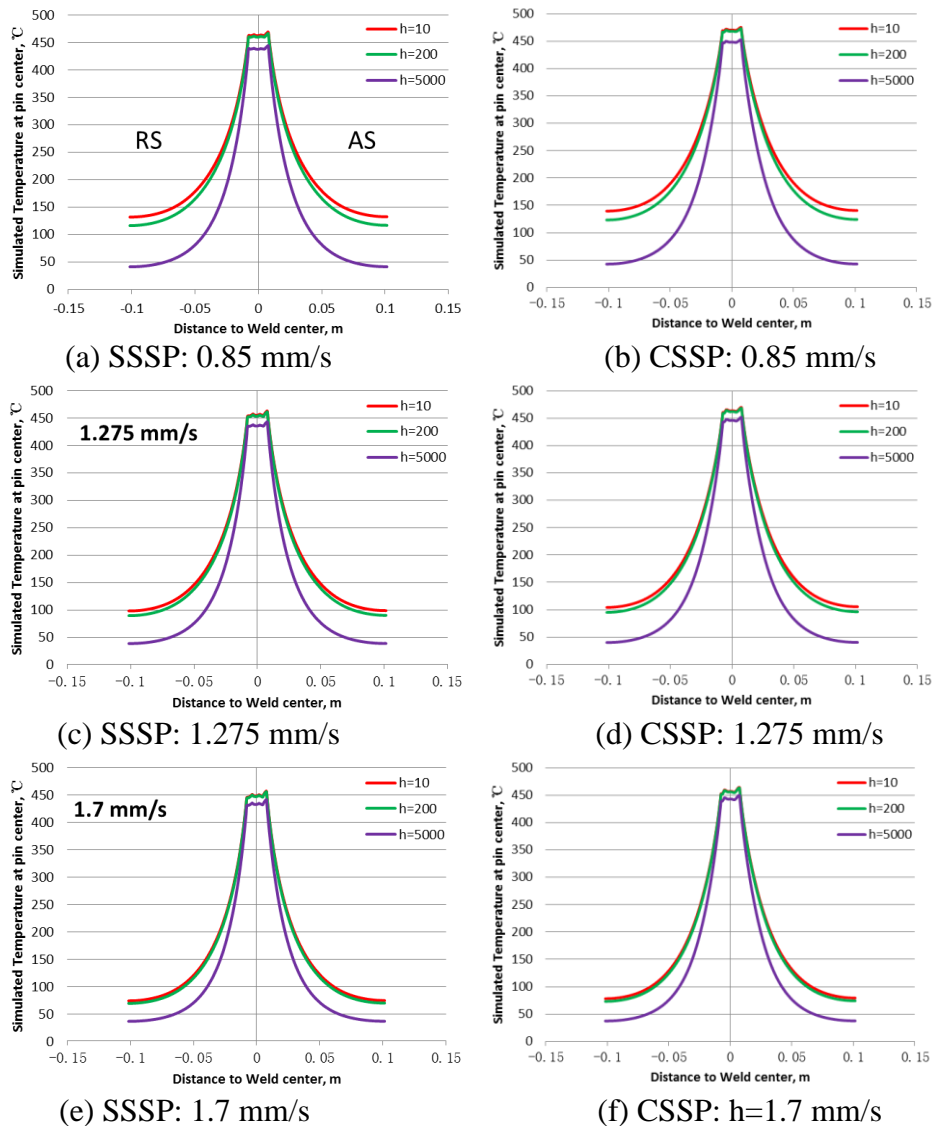 Simulated Temperature at pin center, ℃
500
450
400
350
300
250
200
150
100
50
0
h=10
h=200
h=5000
RS
AS
-0.15
-0.1
-0.05
0
0.05
0.1
0.15
Distance to Weld center, m
(a) SSSP: 0.85 mm/s
Simulated Temperature at pin center, ℃
500
450
400
350
300
250
200
150
100
50
0
h=10
h=200
h=5000
-0.15
-0.1
-0.05
0
0.05
0.1
0.15
Distance to Weld center, m
(b) CSSP: 0.85 mm/s
Simulated Temperature at pin center, ℃
500
450
400
350
300
250
200
150
100
50
0
1.275 mm/s
h=10
h=200
h=5000
-0.15
-0.1
-0.05
0
0.05
0.1
0.15
Distance to Weld center, m
(c) SSSP: 1.275 mm/s
Simulated Temperature at pin center, ℃
500
450
400
350
300
250
200
150
100
50
0
h=10
h=200
h=5000
-0.15
-0.1
-0.05
0
0.05
0.1
0.15
Distance to Weld center, m
(d) CSSP: 1.275 mm/s
Simulated Temperature at pin center, ℃
500
450
400
350
300
250
200
150
100
50
0
1.7 mm/s
h=10
h=200
h=5000
-0.15
-0.1
-0.05
0
0.05
0.1
0.15
Distance to Weld center, m
(e) SSSP: 1.7 mm/s
Simulated Temperature at pin center, ℃
500
450
400
350
300
250
200
150
100
50
0
h=10
h=200
h=5000
-0.15
-0.1
-0.05
0
0.05
0.1
0.15
Distance to Weld center, m
(f) CSSP: h=1.7 mm/s